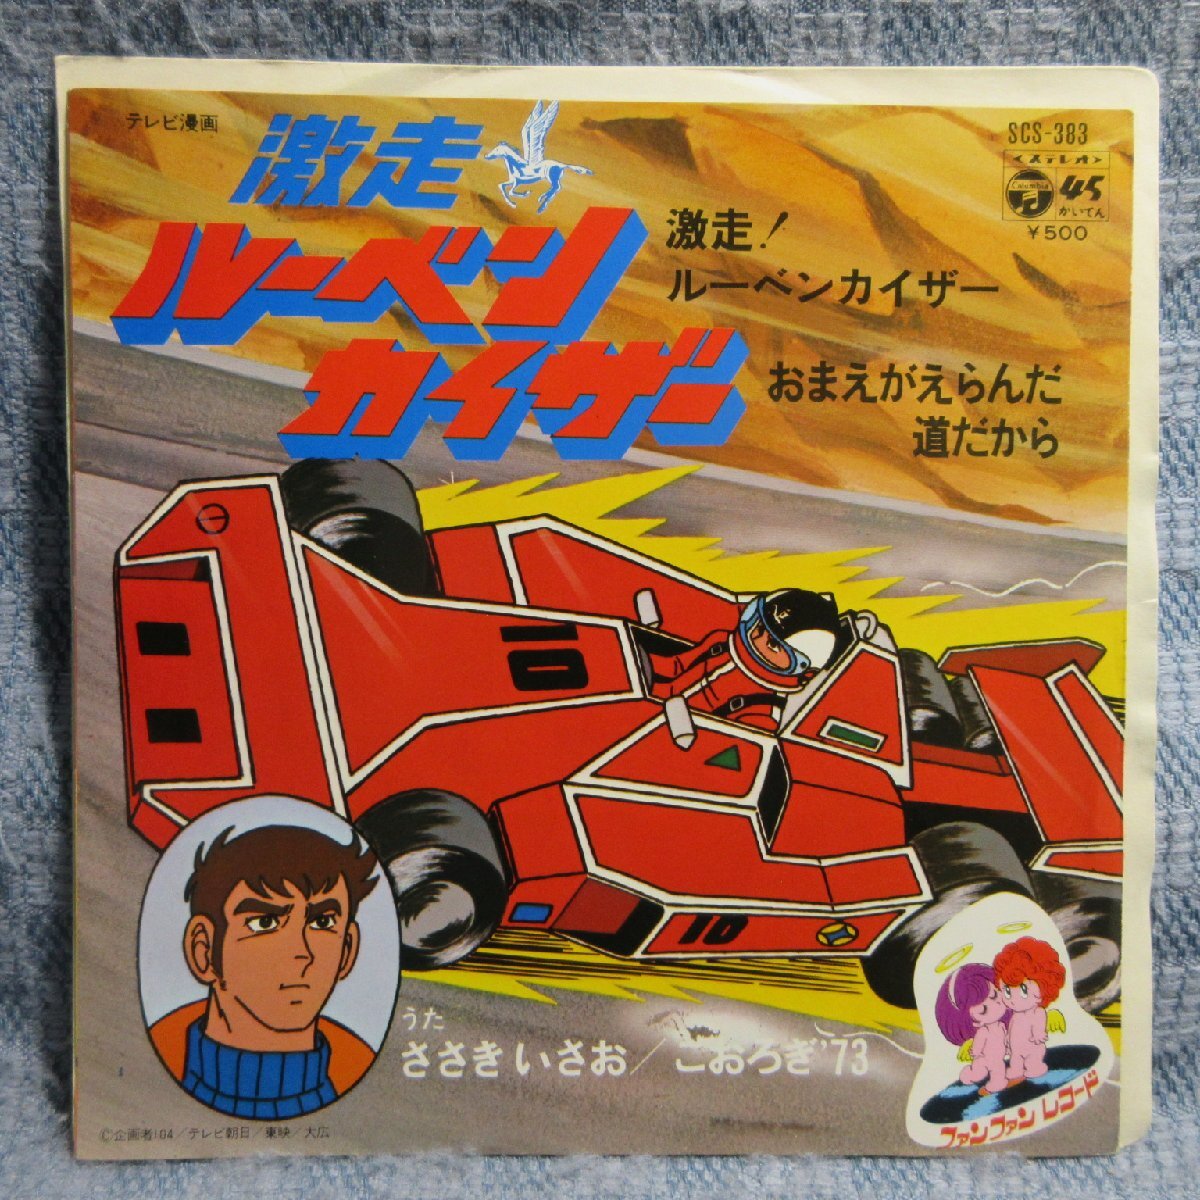 テレビ漫画
激走
ルーベン
カイザー
SCS-383
<ステレオ>
Columbia
45
かいてん
¥500
激走!
ルーベンカイザー
おまえがえらんだ
道だから
10
10
うた
ささきいさお/こおろぎ'73
ファンファンレコード
©企画者104/テレビ朝日/東映/大広